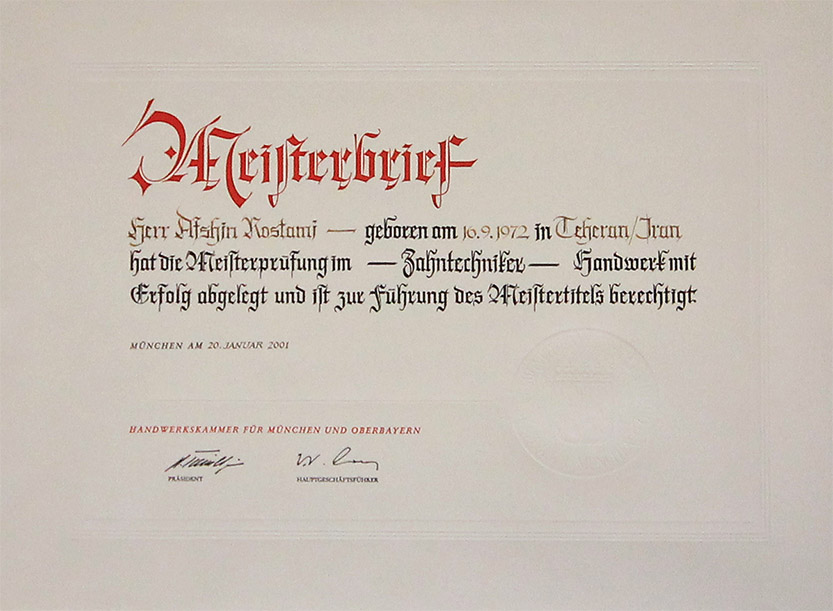 Meisterbrief
Herr Afshin Rostami — geboren am 16.9.1972 in Teheran/Iran
hat die Meisterprüfung im — Zahntechniker — Handwerk mit
Erfolg abgelegt und ist zur Führung des Meistertitels berechtigt.
MÜNCHEN AM 20. JANUAR 2001
HANDWERKSKAMMER FÜR MÜNCHEN UND OBERBAYERN
PRÄSIDENT HAUPTGESCHÄFTSFÜHRER